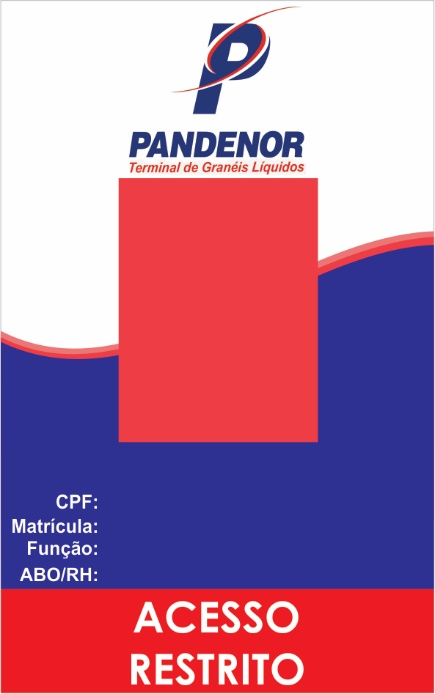 P
PANDENOR
Terminal de Granéis Líquidos
CPF:
Matrícula:
Função:
ABO/RH:
ACESSO
RESTRITO